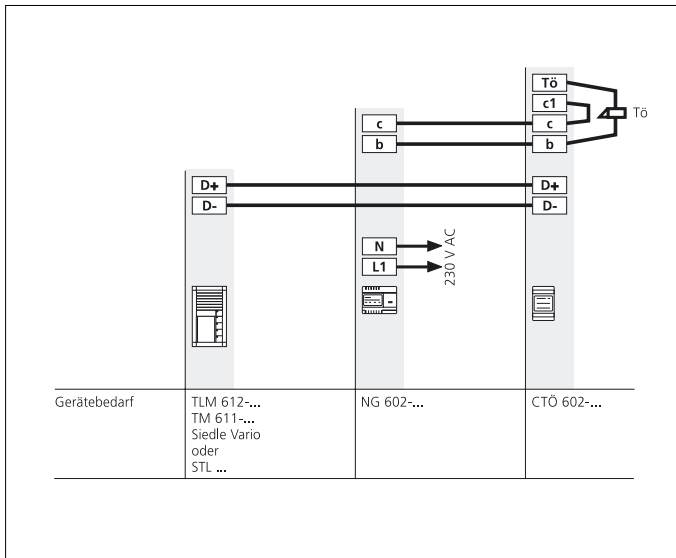 Tö
c1
c
b
Tö
c
b
D+
D-
D+
D-
N
L1
230 V AC
Gerätebedarf
TLM 612-...
TM 611-...
Siedle Vario
oder
STL ...
NG 602-...
CTÖ 602-...